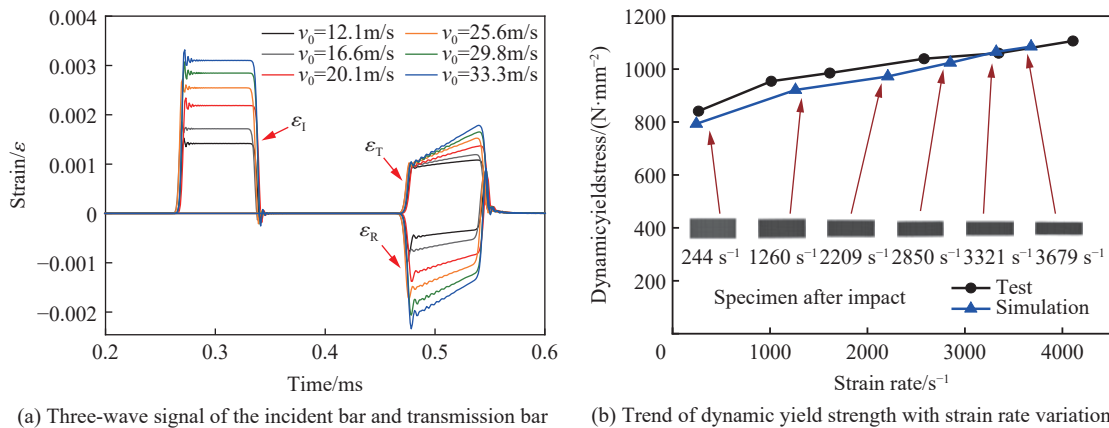 0.004
0.003
0.002
0.001
0
−0.001
−0.002
Strain/ε
v₀=12.1m/s v₀=25.6m/s
v₀=16.6m/s v₀=29.8m/s
v₀=20.1m/s v₀=33.3m/s
ε_I
ε_T
ε_R
0.2 0.3 0.4 0.5 0.6
Time/ms
(a) Three-wave signal of the incident bar and transmission bar
1200
1000
800
600
400
200
0
Dynamicyieldstress/(N·mm⁻²)
244 s⁻¹ 1260 s⁻¹ 2209 s⁻¹ 2850 s⁻¹ 3321 s⁻¹ 3679 s⁻¹
Specimen after impact
Test
Simulation
1000 2000 3000 4000
Strain rate/s⁻¹
(b) Trend of dynamic yield strength with strain rate variation